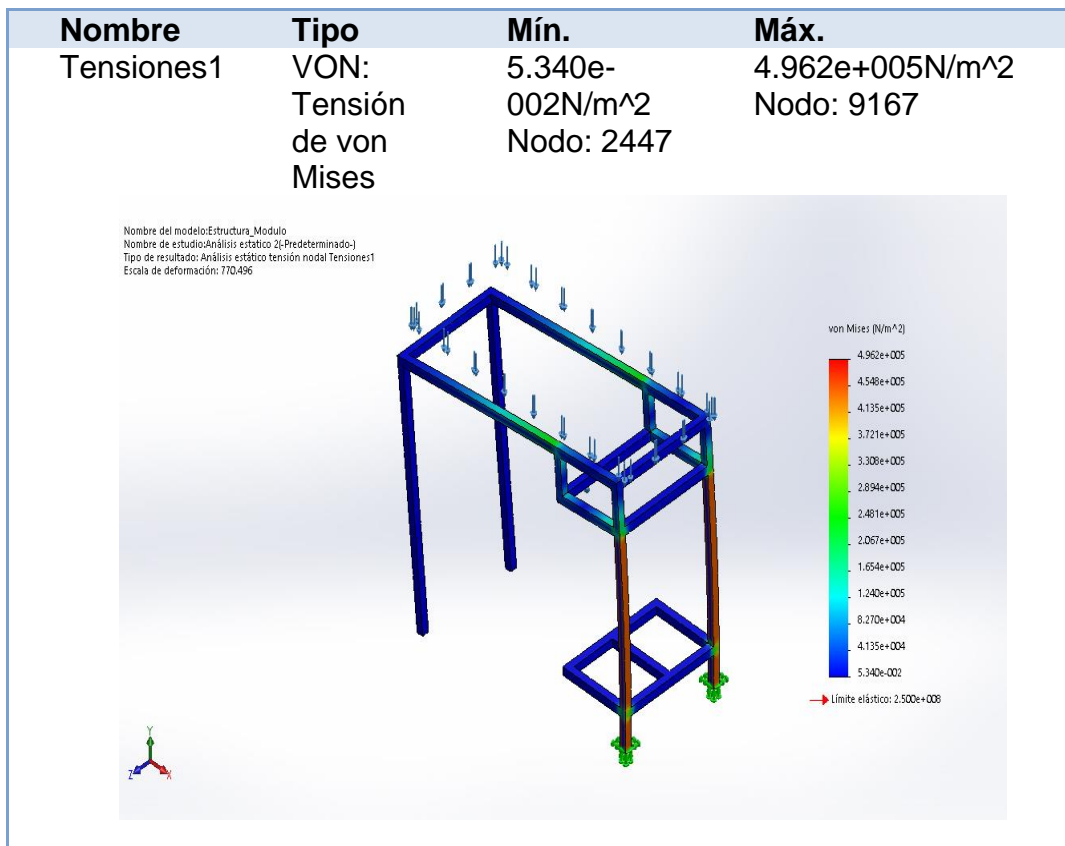 Nombre Tipo Mín. Máx.
Tensiones1 VON: 5.340e- 4.962e+005N/m^2
Tensión 002N/m^2 Nodo: 9167
de von Nodo: 2447
Mises
Nombre del modelo:Estructura_Modulo
Nombre de estudio:Análisis estatico 2(-Predeterminado-)
Tipo de resultado: Análisis estático tensión nodal Tensiones1
Escala de deformación: 770.496
von Mises (N/m^2)
4.962e+005
4.548e+005
4.135e+005
3.721e+005
3.308e+005
2.894e+005
2.481e+005
2.067e+005
1.654e+005
1.240e+005
8.270e+004
4.135e+004
5.340e-002
Límite elástico: 2.500e+008
Y
Z X